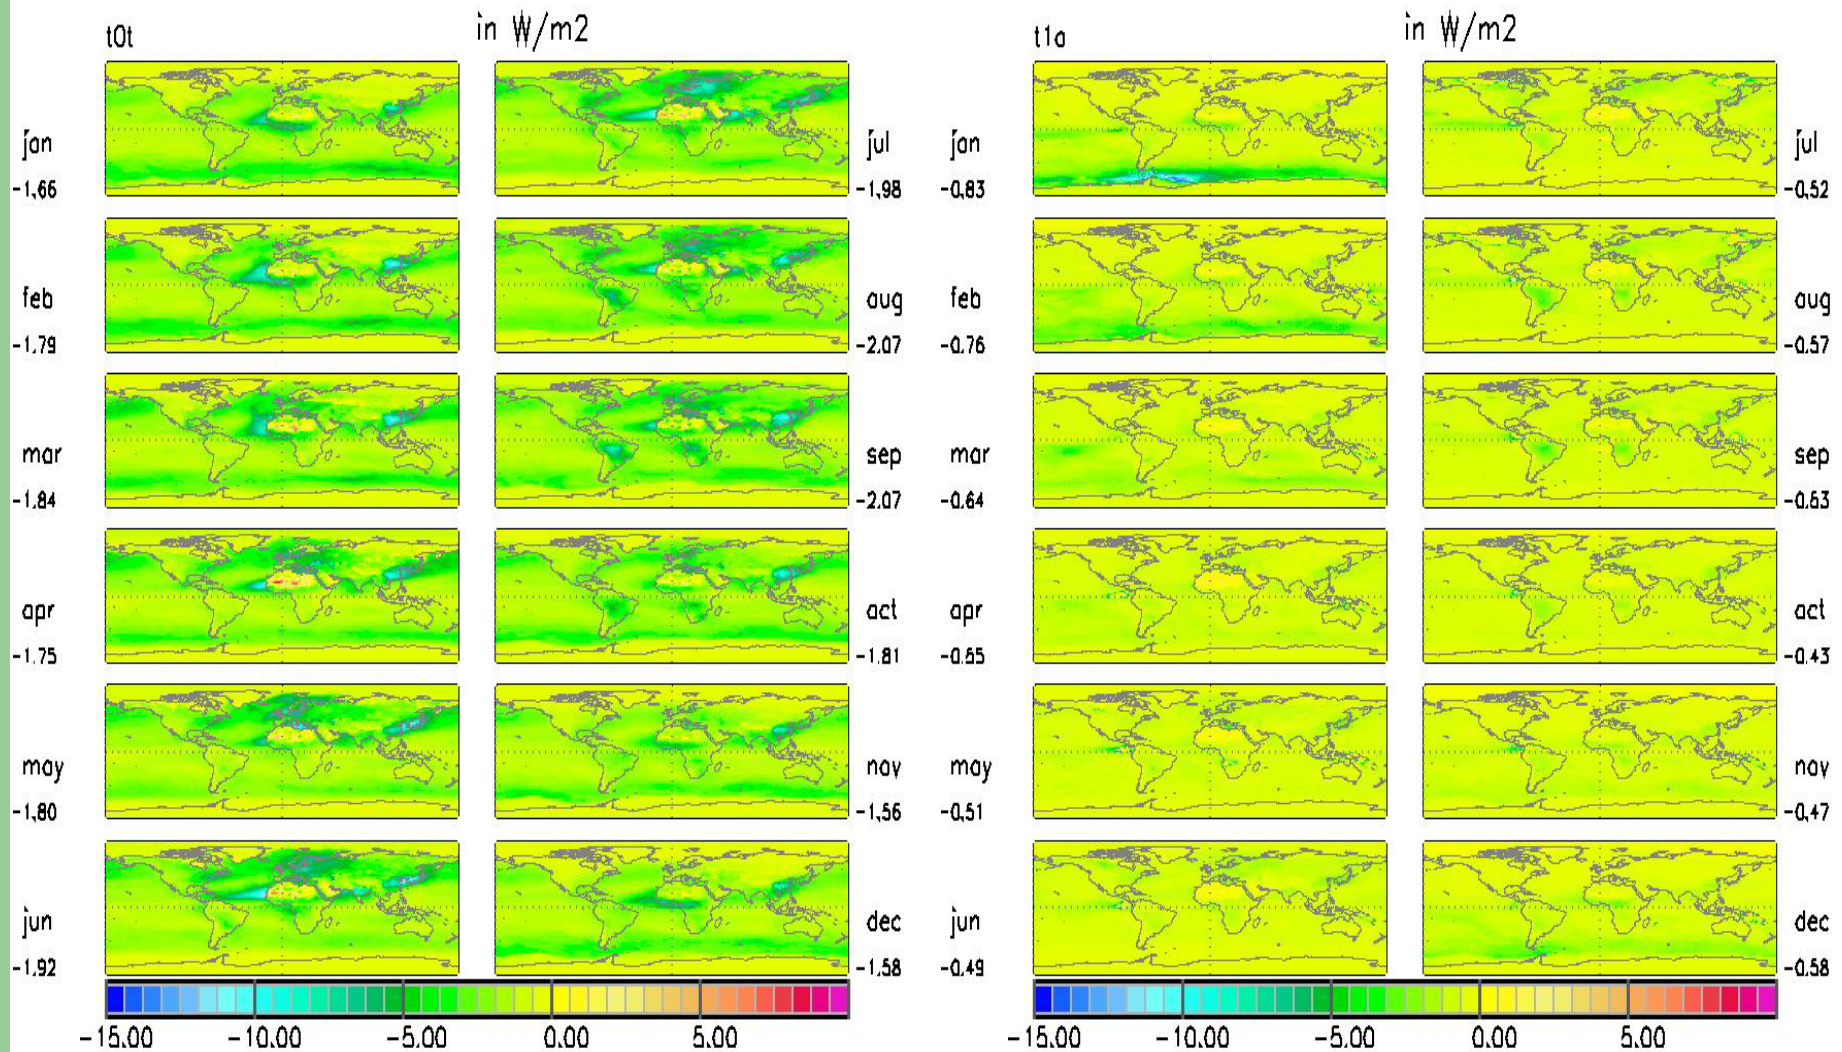 t0t in W/m2 t1a in W/m2
jan jul jan jul
-1.66 -1.98 -0.83 -0.52
feb aug feb aug
-1.79 -2.07 -0.76 -0.57
mar sep mar sep
-1.84 -2.07 -0.64 -0.53
apr oct apr oct
-1.75 -1.81 -0.55 -0.43
may nov may nov
-1.80 -1.56 -0.51 -0.47
jun dec jun dec
-1.92 -1.58 -0.49 -0.58
-15.00 -10.00 -5.00 0.00 5.00 -15.00 -10.00 -5.00 0.00 5.00